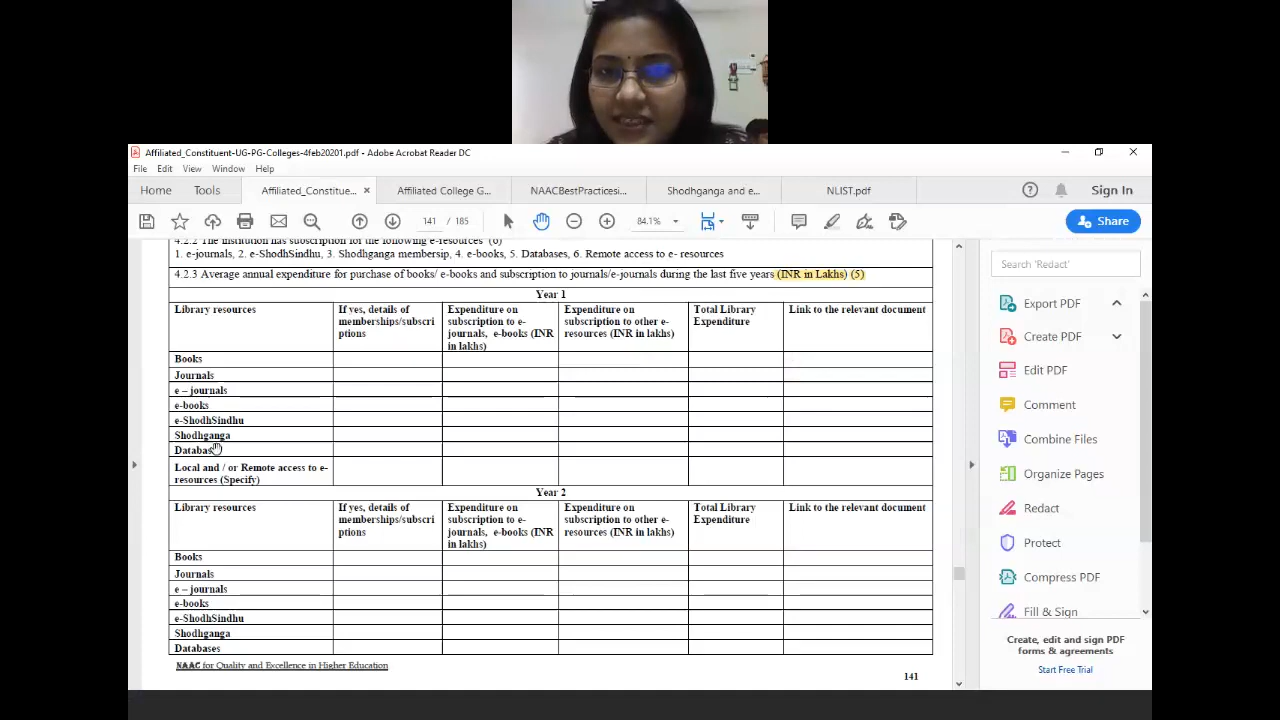 Affiliated_Constituent-UG-PG-Colleges-4feb20201.pdf - Adobe Acrobat Reader DC
File Edit View Window Help
Home Tools Affiliated_Constitue... × Affiliated College G... NAACBestPracticesi... Shodhganga and e... NLIST.pdf Sign In
141 / 185 84.1% Share
4.2.2 The institution has subscription for the following e-resources (6)
1. e-journals, 2. e-ShodhSindhu, 3. Shodhganga membersip, 4. e-books, 5. Databases, 6. Remote access to e- resources
4.2.3 Average annual expenditure for purchase of books/ e-books and subscription to journals/e-journals during the last five years (INR in Lakhs) (5)
Year 1
Library resources If yes, details of memberships/subscriptions Expenditure on subscription to e-journals, e-books (INR in lakhs) Expenditure on subscription to other e-resources (INR in lakhs) Total Library Expenditure Link to the relevant document
Books
Journals
e – journals
e-books
e-ShodhSindhu
Shodhganga
Databas
Local and / or Remote access to e-
resources (Specify)
Year 2
Library resources If yes, details of memberships/subscriptions Expenditure on subscription to e-journals, e-books (INR in lakhs) Expenditure on subscription to other e-resources (INR in lakhs) Total Library Expenditure Link to the relevant document
Books
Journals
e – journals
e-books
e-ShodhSindhu
Shodhganga
Databases
NAAC for Quality and Excellence in Higher Education
141
Search 'Redact'
Export PDF
Create PDF
Edit PDF
Comment
Combine Files
Organize Pages
Redact
Protect
Compress PDF
Fill & Sign
Create, edit and sign PDF
forms & agreements
Start Free Trial